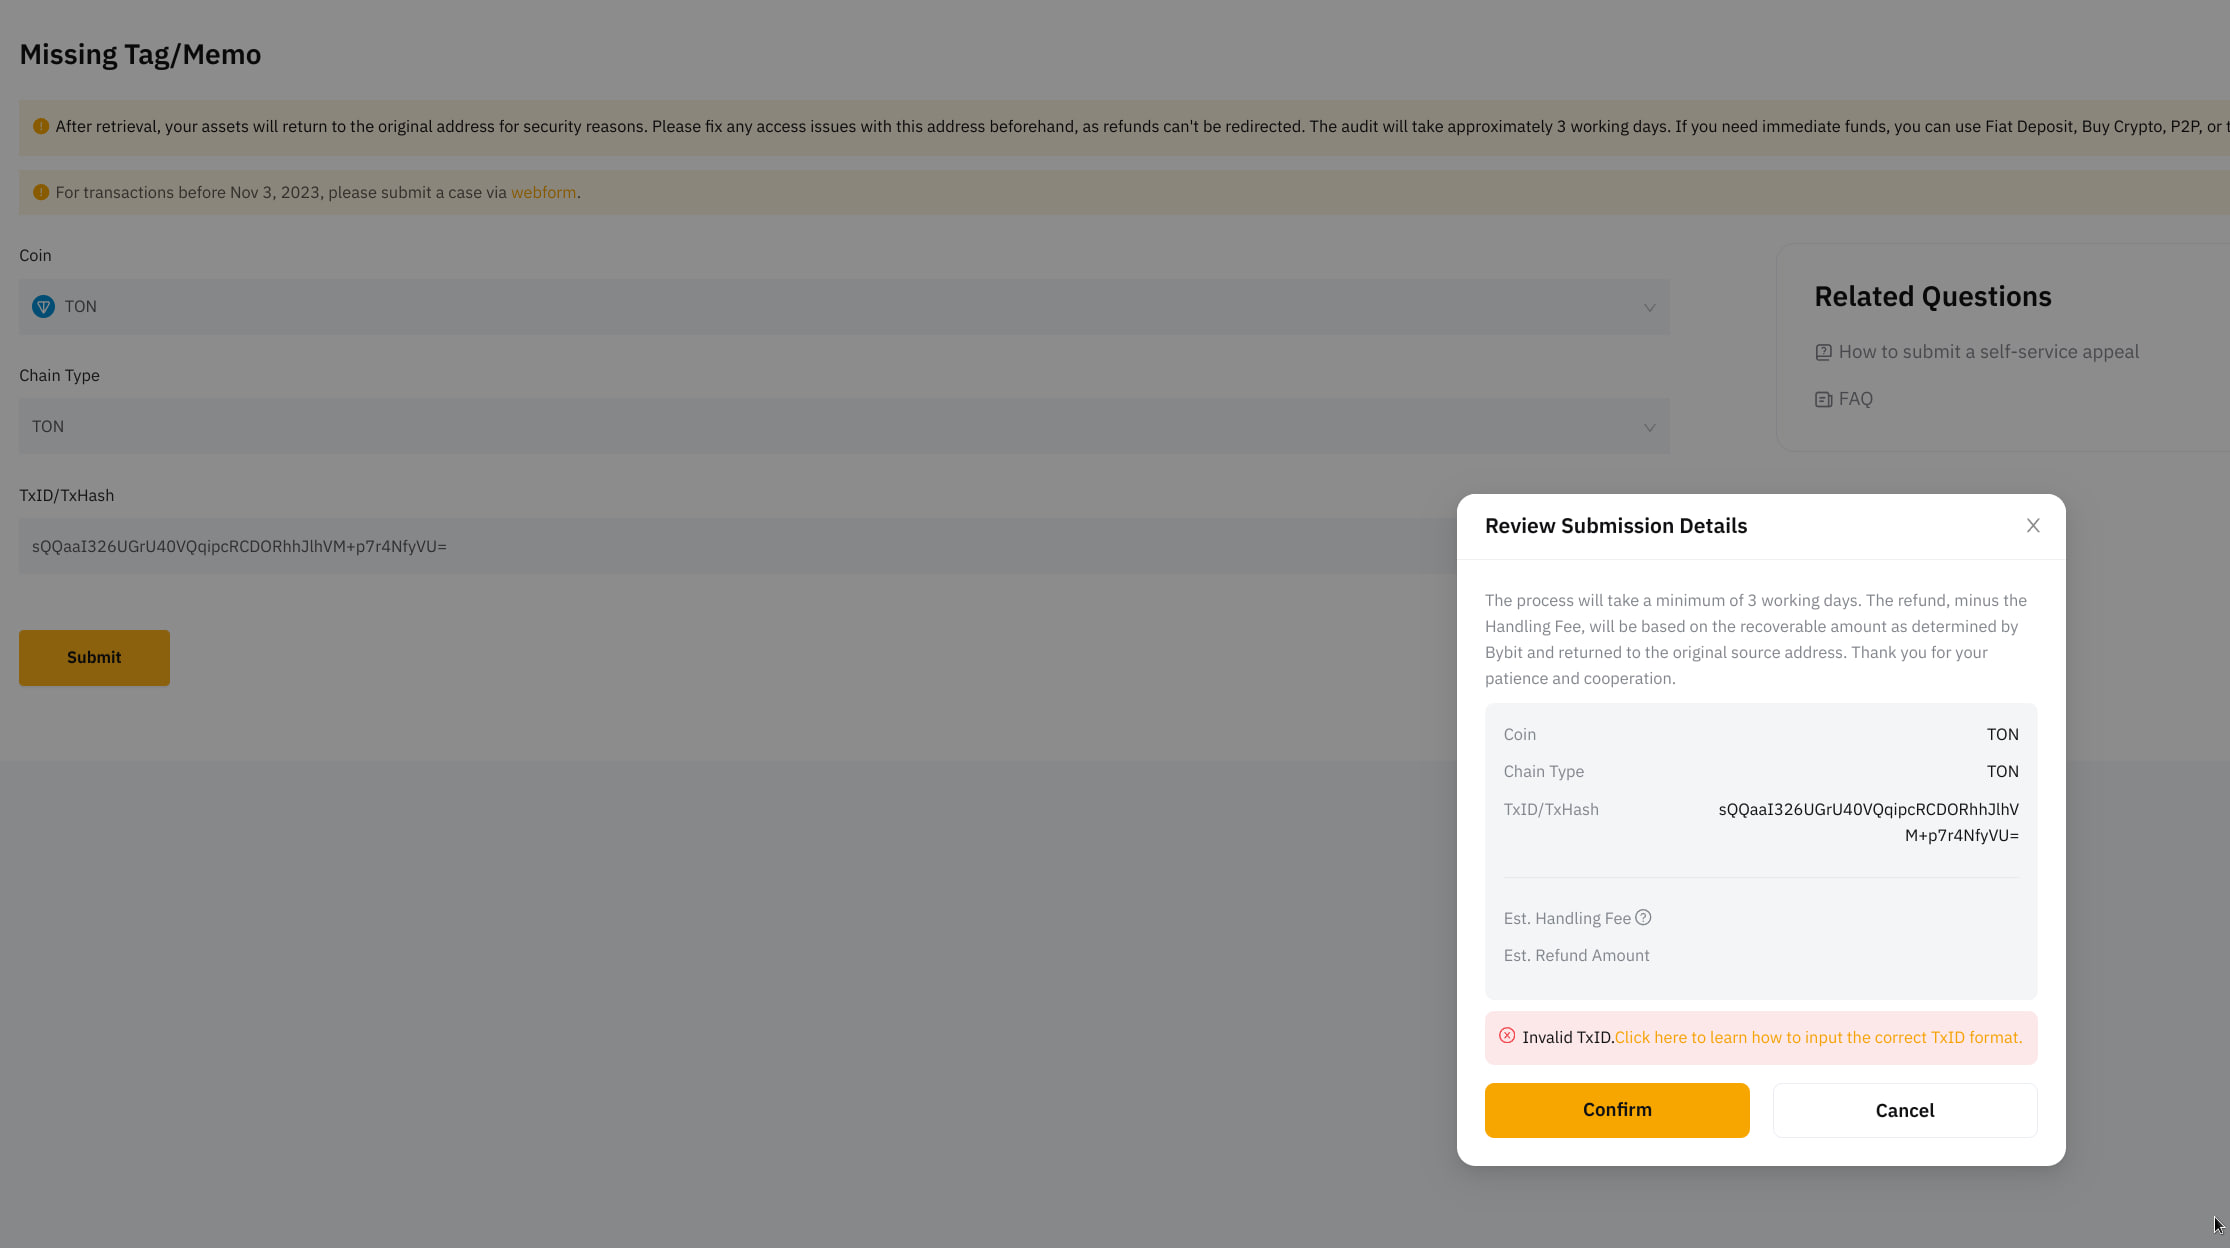 Missing Tag/Memo
After retrieval, your assets will return to the original address for security reasons. Please fix any access issues with this address beforehand, as refunds can't be redirected. The audit will take approximately 3 working days. If you need immediate funds, you can use Fiat Deposit, Buy Crypto, P2P, or t
For transactions before Nov 3, 2023, please submit a case via webform.
Coin
TON
Chain Type
TON
TxID/TxHash
sQQaaI326UGrU40VQqipcRCDORhhJlhVM+p7r4NfyVU=
Submit
Related Questions
How to submit a self-service appeal
FAQ
Review Submission Details
The process will take a minimum of 3 working days. The refund, minus the
Handling Fee, will be based on the recoverable amount as determined by
Bybit and returned to the original source address. Thank you for your
patience and cooperation.
Coin TON
Chain Type TON
TxID/TxHash sQQaaI326UGrU40VQqipcRCDORhhJlhV
M+p7r4NfyVU=
Est. Handling Fee
Est. Refund Amount
Invalid TxID.Click here to learn how to input the correct TxID format.
Confirm Cancel